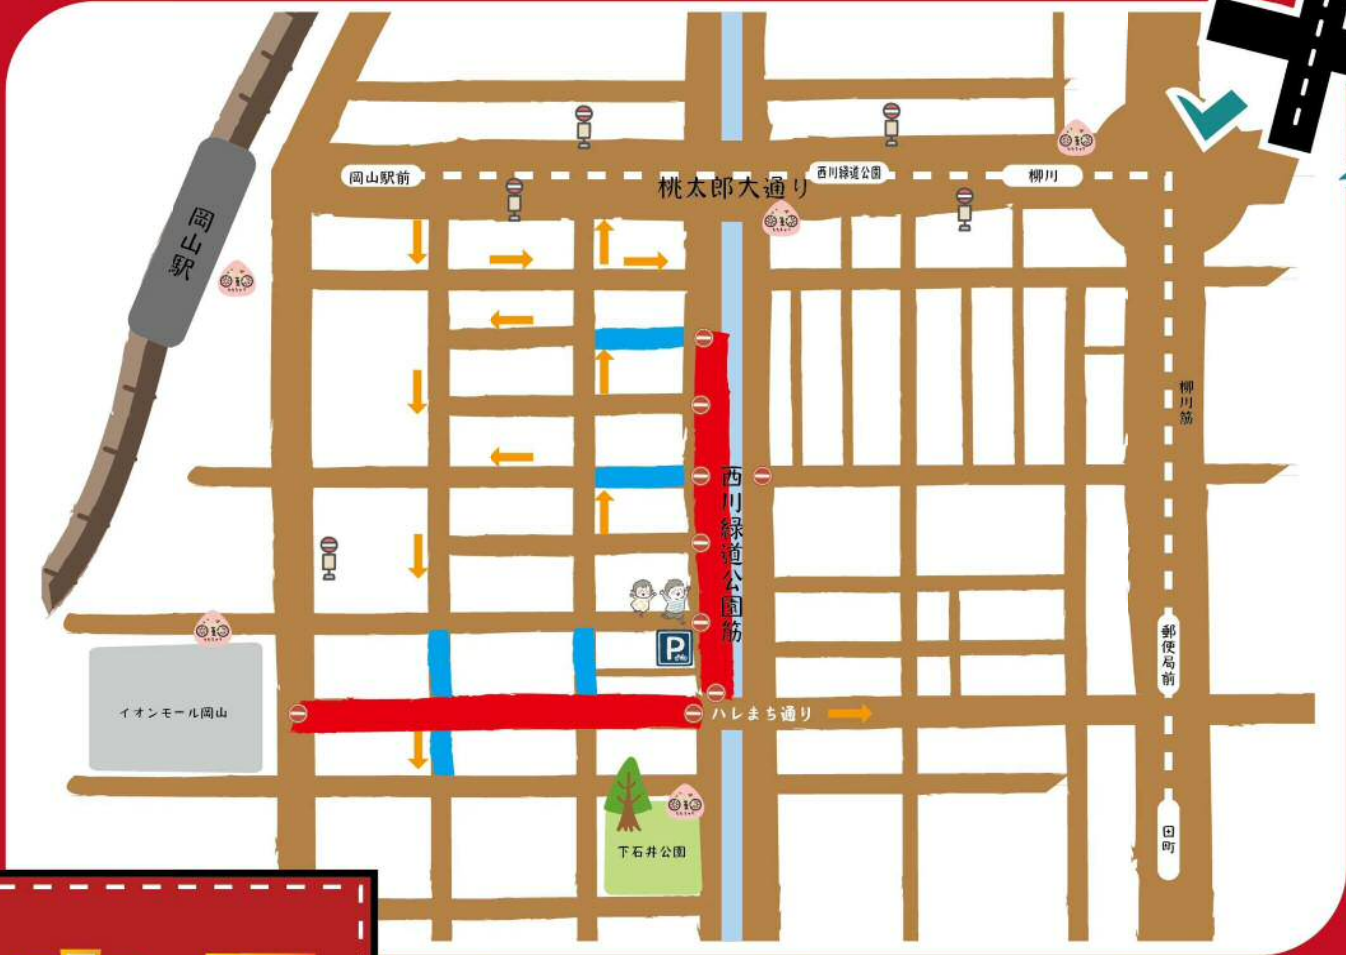 岡山駅前
桃太郎大通り
西川緑道公園
柳川
岡山駅
柳川筋
西川緑道公園筋
P
郵便局前
イオンモール岡山
ハレまち通り
田町
下石井公園